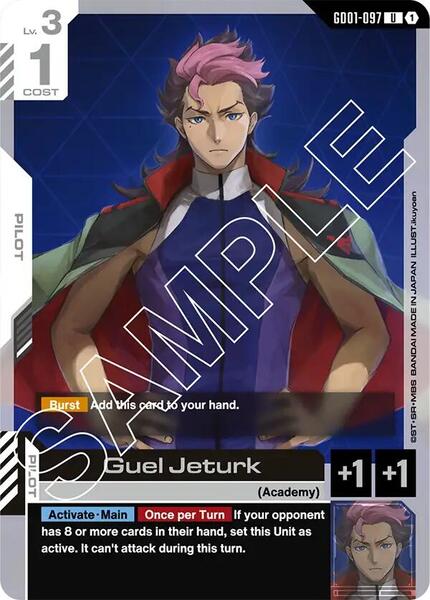 Lv. 3
1
COST
GD01-097 U 1
PILOT
©ST・SR・MBS BANDAI MADE IN JAPAN ILLUST.ikuyoan
SAMPLE
Burst Add this card to your hand.
PILOT
Guel Jeturk
+1 +1
(Academy)
Activate･Main Once per Turn If your opponent
has 8 or more cards in their hand, set this Unit as
active. It can't attack during this turn.